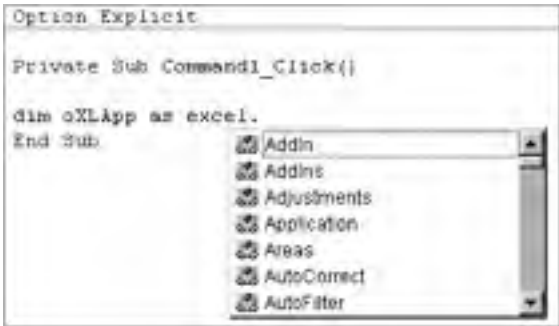 Option Explicit
Private Sub Command1_Click()
dim oXLApp as excel.
End Sub
AddIn
AddIns
Adjustments
Application
Areas
AutoCorrect
AutoFilter